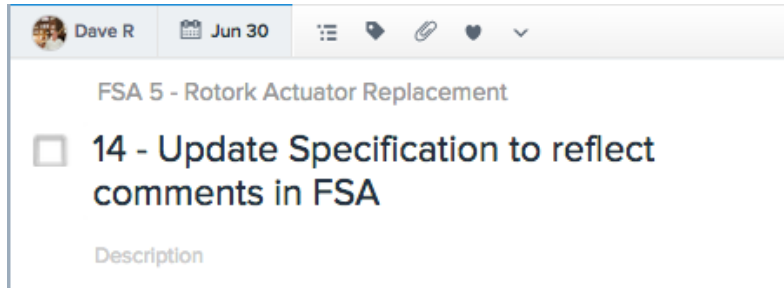 Dave R Jun 30
FSA 5 - Rotork Actuator Replacement
14 - Update Specification to reflect
comments in FSA
Description